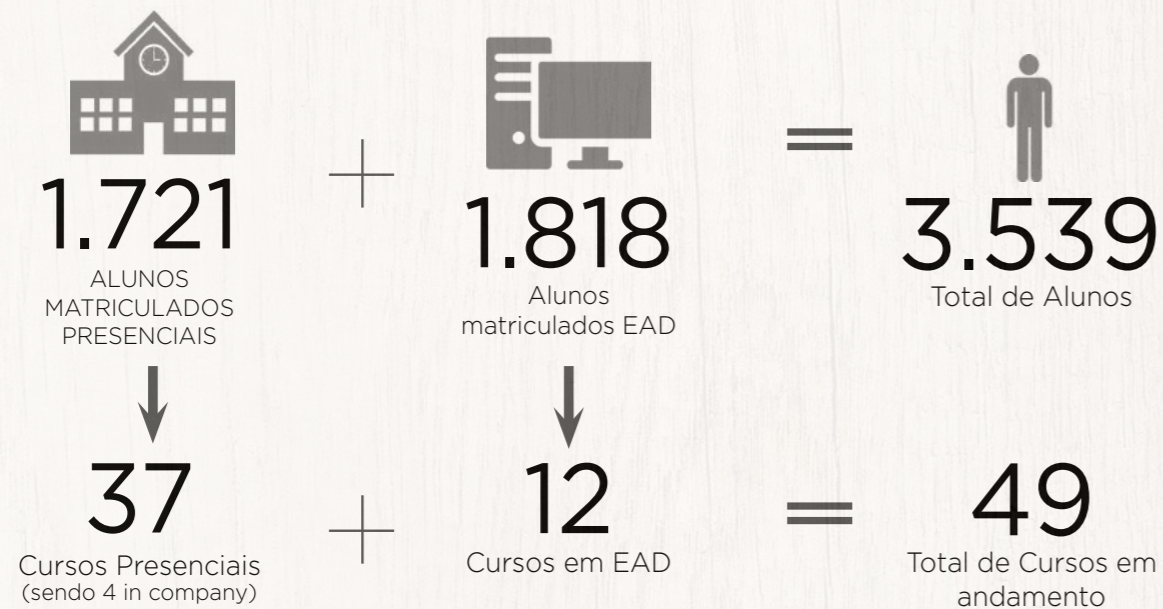 1.721
ALUNOS
MATRICULADOS
PRESENCIAIS
+
1.818
Alunos
matriculados EAD
=
3.539
Total de Alunos
37
Cursos Presenciais
(sendo 4 in company)
+
12
Cursos em EAD
=
49
Total de Cursos em
andamento